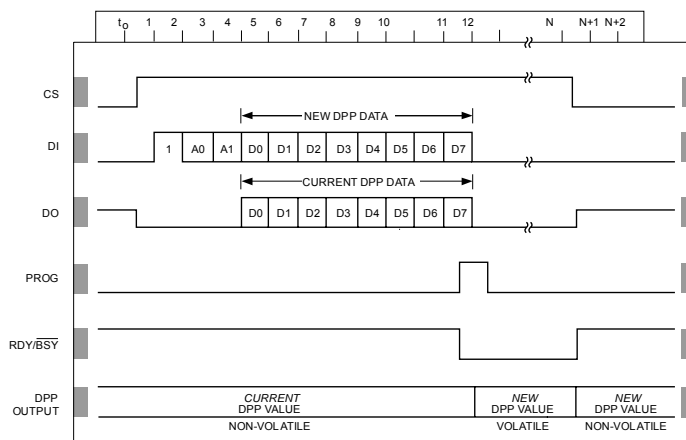 to 1 2 3 4 5 6 7 8 9 10 11 12 N N+1 N+2
CS
NEW DPP DATA
DI 1 A0 A1 D0 D1 D2 D3 D4 D5 D6 D7
CURRENT DPP DATA
DO D0 D1 D2 D3 D4 D5 D6 D7
PROG
RDY/BSY
DPP OUTPUT
CURRENT DPP VALUE
NON-VOLATILE
NEW DPP VALUE
VOLATILE
NEW DPP VALUE
NON-VOLATILE